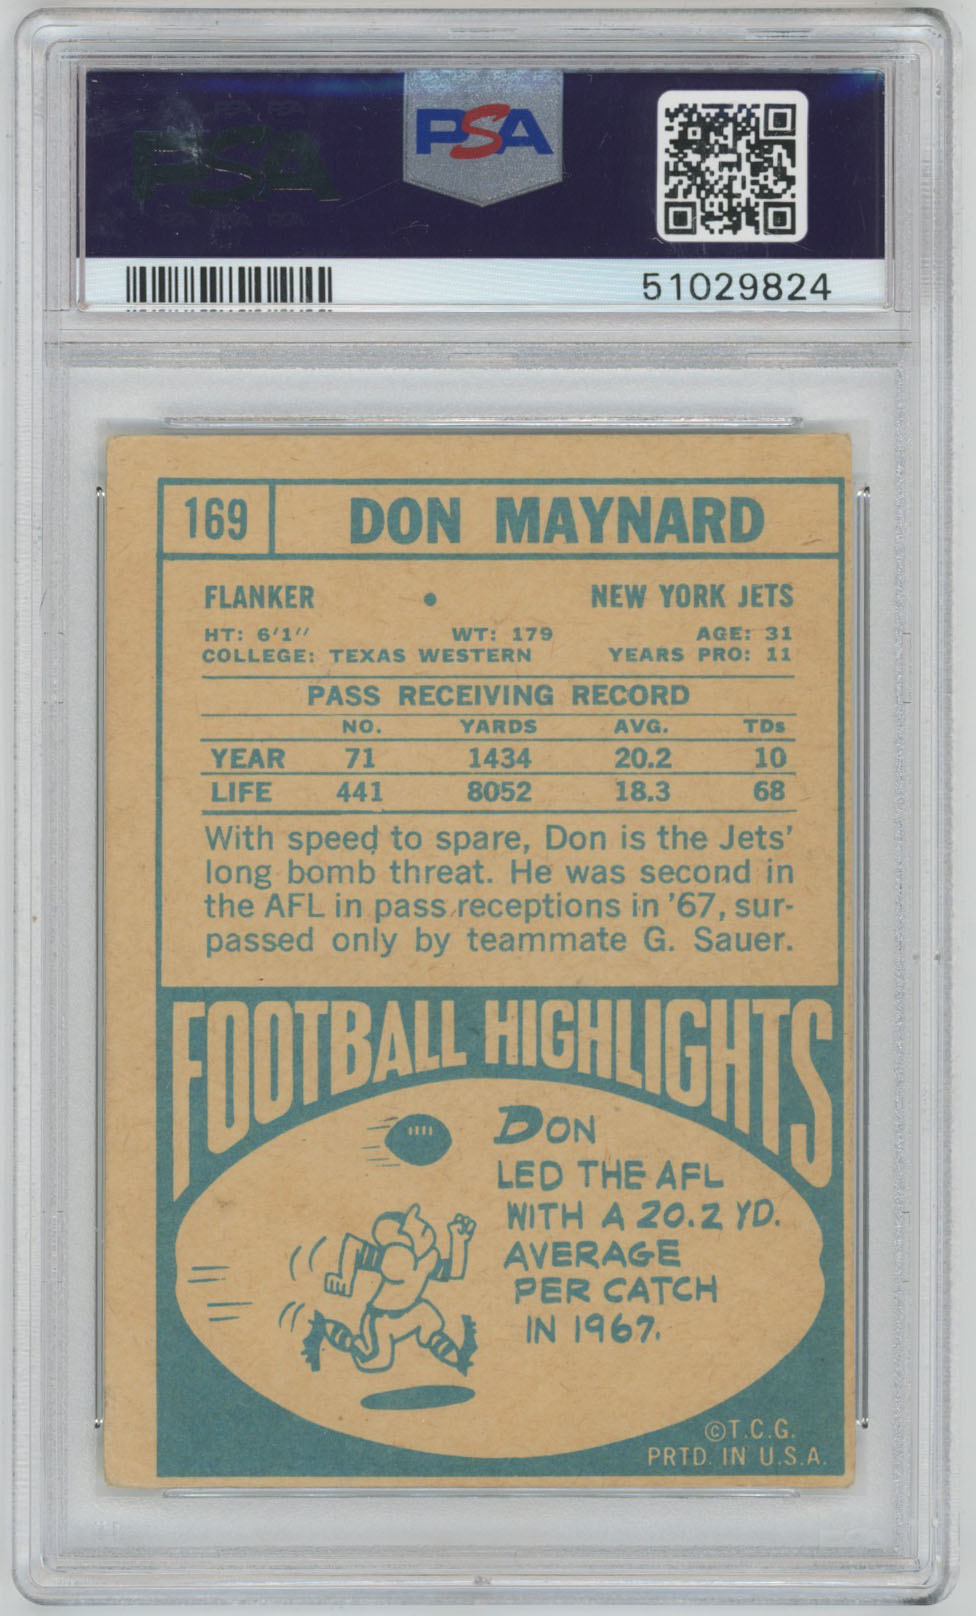 PSA
PSA
51029824
169 DON MAYNARD
FLANKER • NEW YORK JETS
HT: 6'1" WT: 179 AGE: 31
COLLEGE: TEXAS WESTERN YEARS PRO: 11
PASS RECEIVING RECORD
NO. YARDS AVG. TDs
YEAR 71 1434 20.2 10
LIFE 441 8052 18.3 68
With speed to spare, Don is the Jets'
long bomb threat. He was second in
the AFL in pass receptions in '67, sur-
passed only by teammate G. Sauer.
FOOTBALL HIGHLIGHTS
DON
LED THE AFL
WITH A 20.2 YD.
AVERAGE
PER CATCH
IN 1967.
©T.C.G.
PRTD. IN U.S.A.